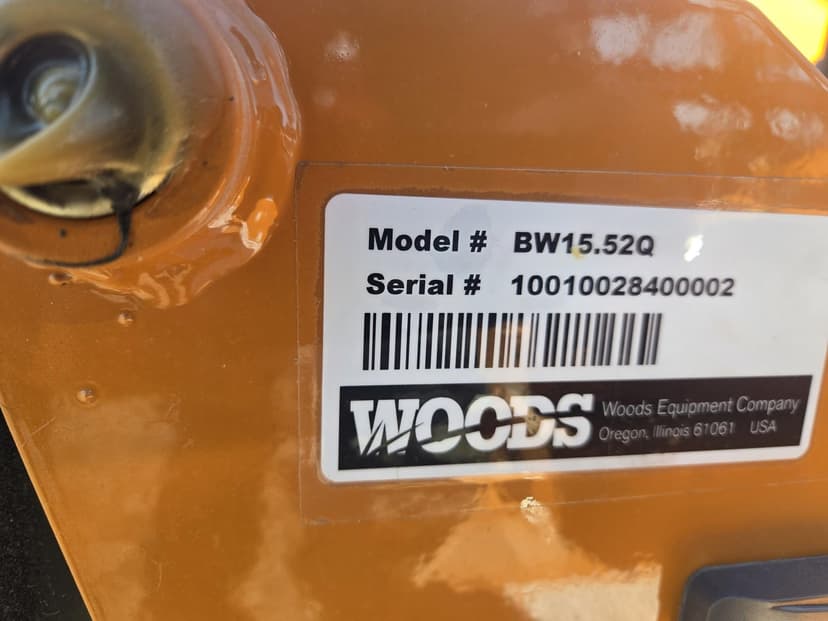 Model # BW15.52Q
Serial # 10010028400002
WOODS Woods Equipment Company
Oregon, Illinois 61061 USA